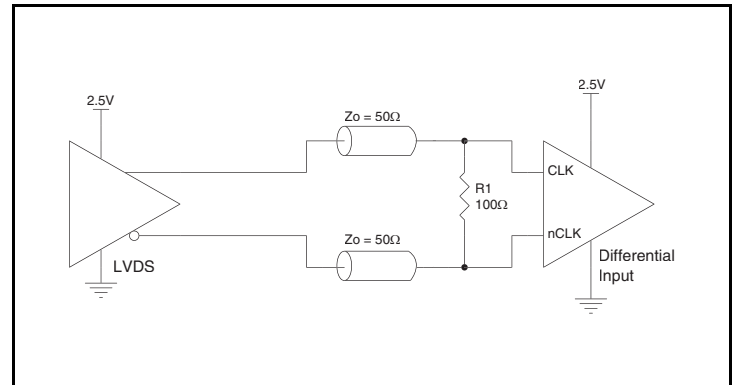 2.5V
2.5V
Zo = 50Ω
CLK
R1
100Ω
nCLK
Zo = 50Ω
LVDS
Differential
Input